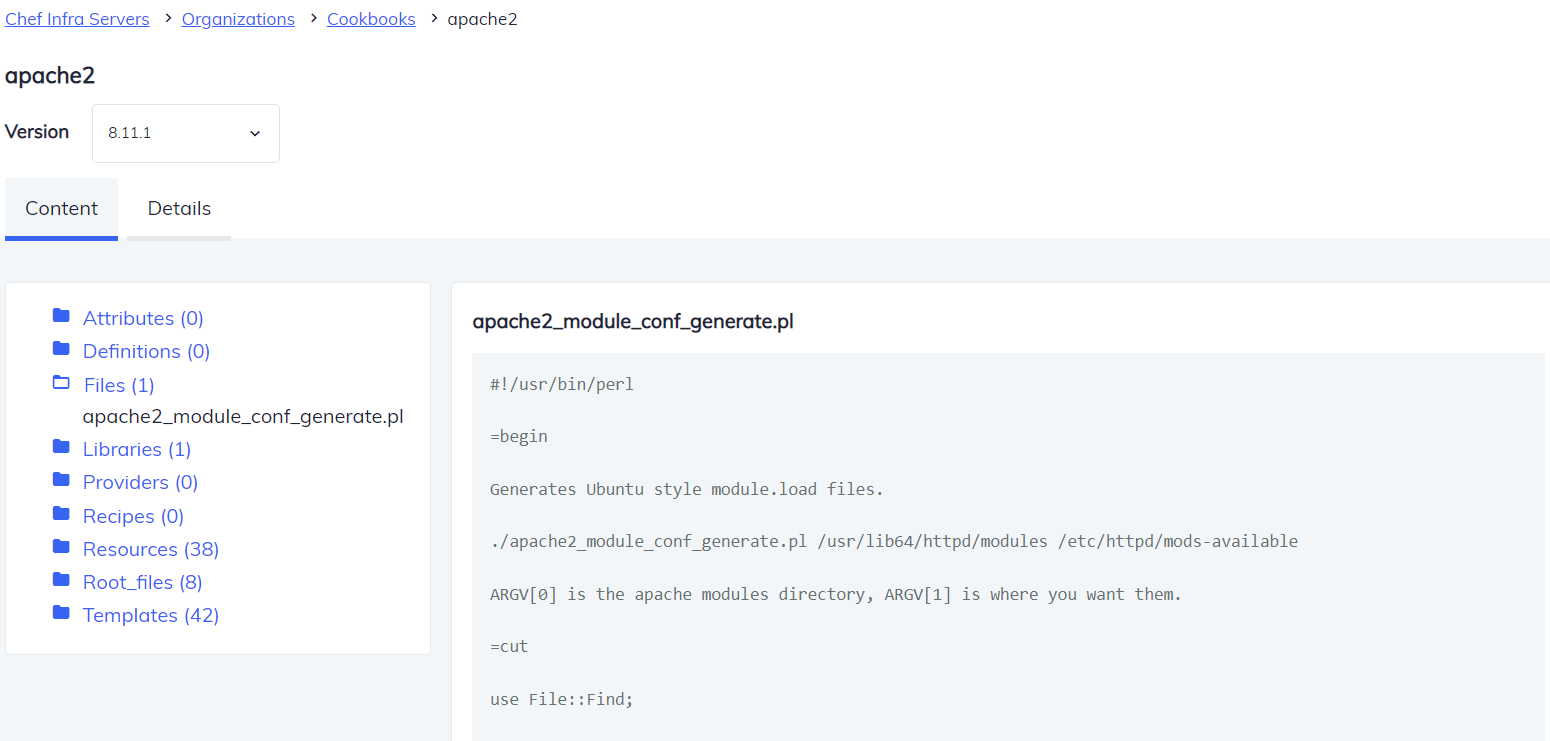 Chef Infra Servers > Organizations > Cookbooks > apache2
apache2
Version 8.11.1
Content Details
Attributes (0)
Definitions (0)
Files (1)
apache2_module_conf_generate.pl
Libraries (1)
Providers (0)
Recipes (0)
Resources (38)
Root_files (8)
Templates (42)
apache2_module_conf_generate.pl
#!/usr/bin/perl
=begin
Generates Ubuntu style module.load files.
./apache2_module_conf_generate.pl /usr/lib64/httpd/modules /etc/httpd/mods-available
ARGV[0] is the apache modules directory, ARGV[1] is where you want them.
=cut
use File::Find;